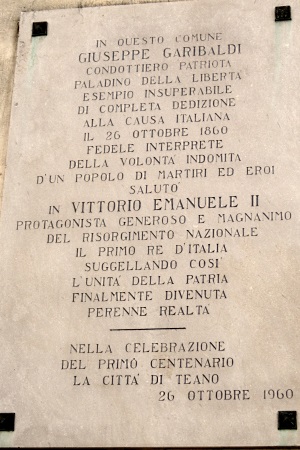 IN QUESTO COMUNE
GIUSEPPE GARIBALDI
CONDOTTIERO PATRIOTA
PALADINO DELLA LIBERTÀ
ESEMPIO INSUPERABILE
DI COMPLETA DEDIZIONE
ALLA CAUSA ITALIANA
IL 26 OTTOBRE 1860
FEDELE INTERPRETE
DELLA VOLONTÀ INDOMITA
D'UN POPOLO DI MARTIRI ED EROI
SALUTO'
IN VITTORIO EMANUELE II
PROTAGONISTA GENEROSO E MAGNANIMO
DEL RISORGIMENTO NAZIONALE
IL PRIMO RE D'ITALIA
SUGGELLANDO COSI'
L'UNITÀ DELLA PATRIA
FINALMENTE DIVENUTA
PERENNE REALTÀ
NELLA CELEBRAZIONE
DEL PRIMO CENTENARIO
LA CITTÀ DI TEANO
26 OTTOBRE 1960